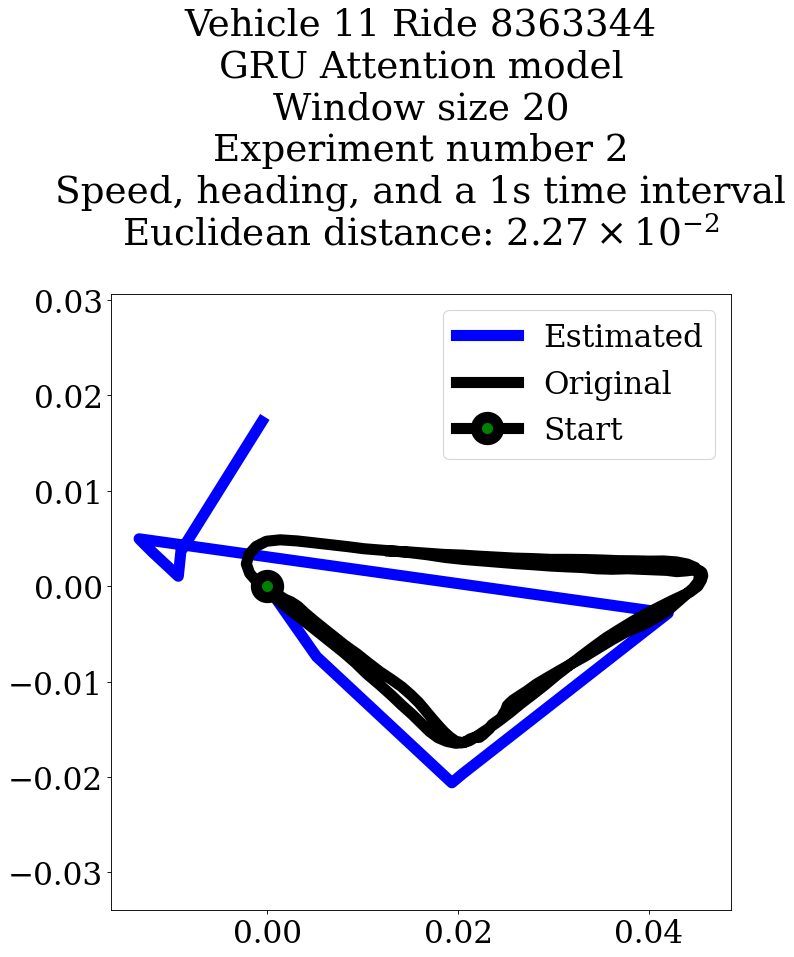 Vehicle 11 Ride 8363344
GRU Attention model
Window size 20
Experiment number 2
Speed, heading, and a 1s time interval
Euclidean distance: 2.27 × 10⁻²
0.03
Estimated
Original
Start
0.02
0.01
0.00
−0.01
−0.02
−0.03
0.00 0.02 0.04